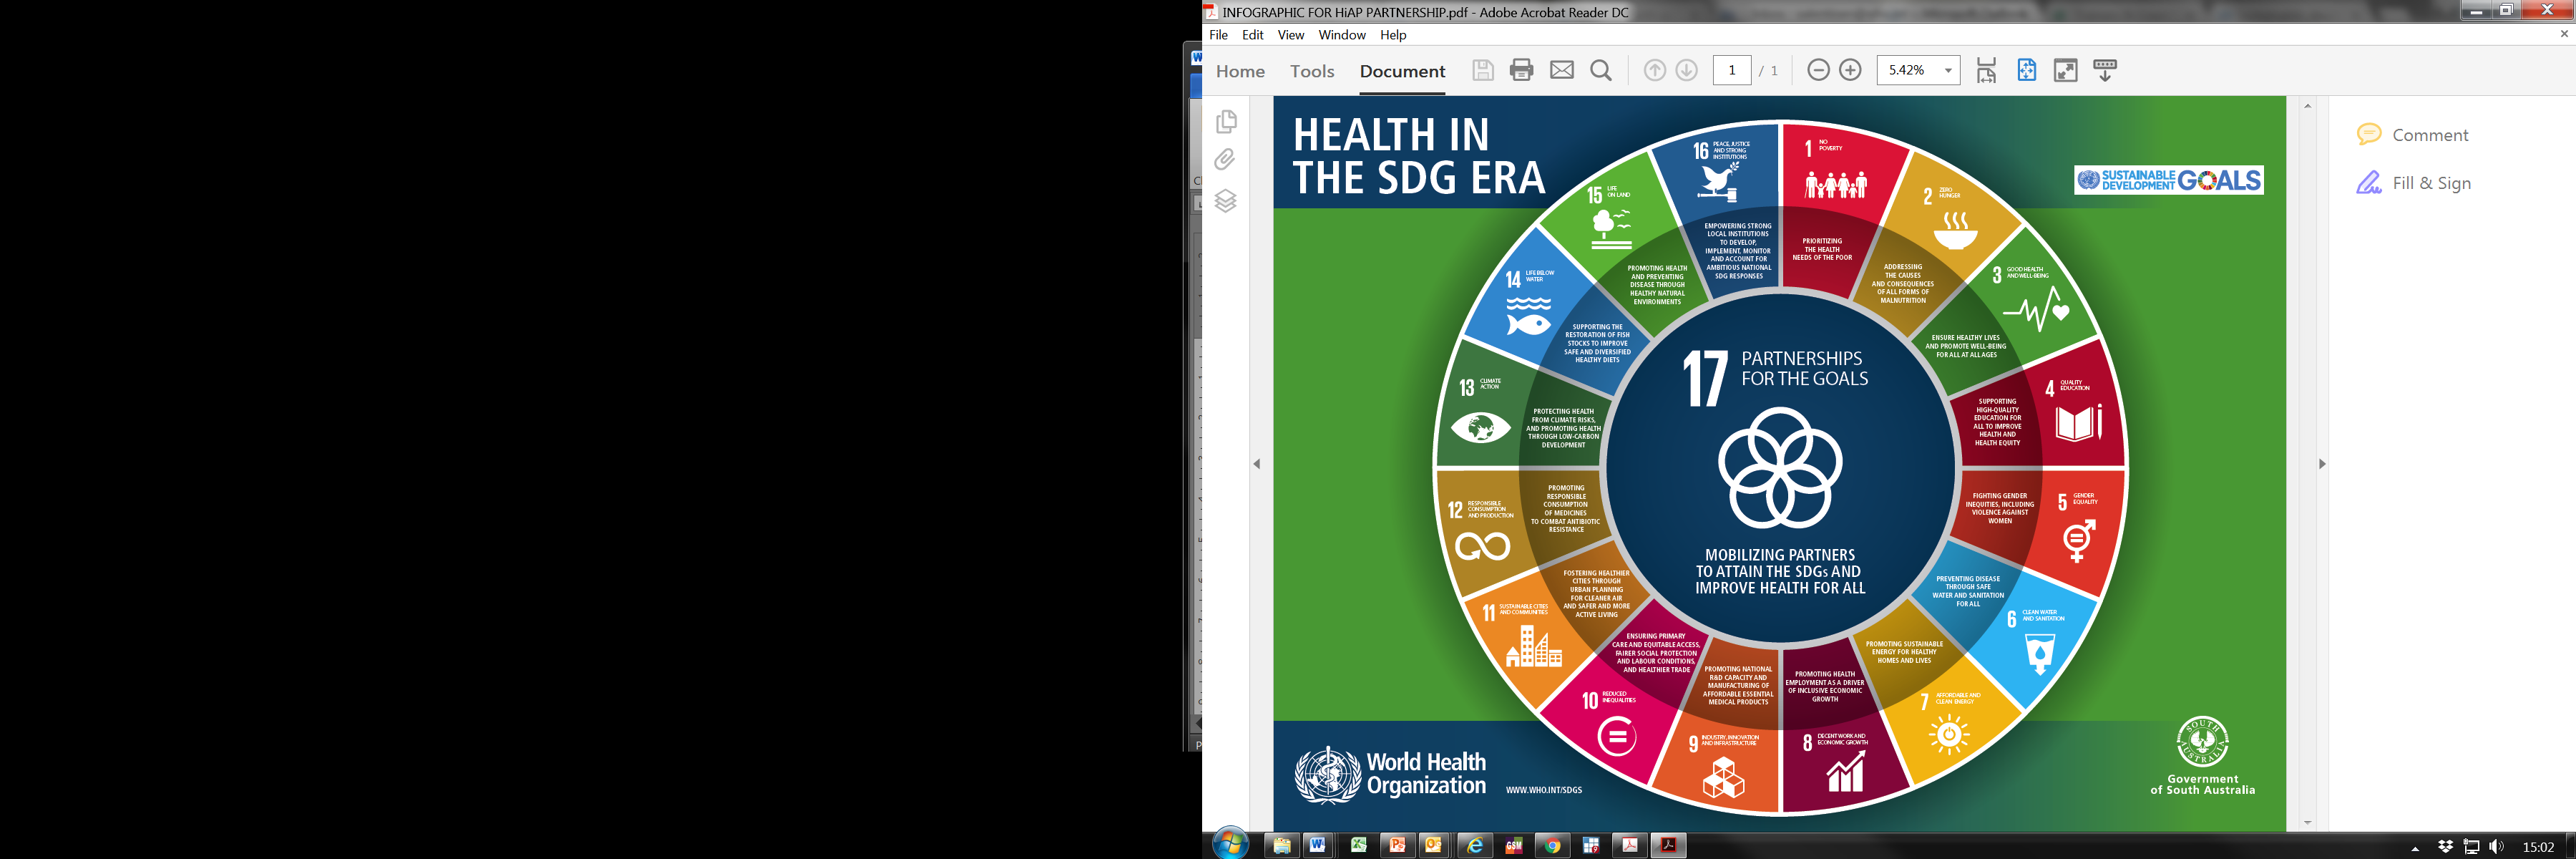 INFOGRAPHIC FOR HiAP PARTNERSHIP.pdf - Adobe Acrobat Reader DC
File Edit View Window Help
Home Tools Document 1 / 1 5.42%
Comment
Fill & Sign
HEALTH IN
THE SDG ERA
SUSTAINABLE
DEVELOPMENT
GOALS
1 NO
POVERTY
PRIORITIZING
THE HEALTH
NEEDS OF THE POOR
2 ZERO
HUNGER
ADDRESSING
THE CAUSES
AND CONSEQUENCES
OF ALL FORMS OF
MALNUTRITION
3 GOOD HEALTH
AND WELL-BEING
ENSURE HEALTHY LIVES
AND PROMOTE WELL-BEING
FOR ALL AT ALL AGES
4 QUALITY
EDUCATION
SUPPORTING
HIGH-QUALITY
EDUCATION FOR
ALL TO IMPROVE
HEALTH AND
HEALTH EQUITY
5 GENDER
EQUALITY
FIGHTING GENDER
INEQUITIES, INCLUDING
VIOLENCE AGAINST
WOMEN
6 CLEAN WATER
AND SANITATION
PREVENTING DISEASE
THROUGH SAFE
WATER AND SANITATION
FOR ALL
7 AFFORDABLE AND
CLEAN ENERGY
PROMOTING SUSTAINABLE
ENERGY FOR HEALTHY
HOMES AND LIVES
8 DECENT WORK AND
ECONOMIC GROWTH
PROMOTING HEALTH
EMPLOYMENT AS A DRIVER
OF INCLUSIVE ECONOMIC
GROWTH
9 INDUSTRY, INNOVATION
AND INFRASTRUCTURE
PROMOTING NATIONAL
R&D CAPACITY AND
MANUFACTURING OF
AFFORDABLE ESSENTIAL
MEDICAL PRODUCTS
10 REDUCED
INEQUALITIES
ENSURING PRIMARY
CARE AND EQUITABLE ACCESS,
FAIRER SOCIAL PROTECTION
AND LABOUR CONDITIONS,
AND HEALTHIER TRADE
11 SUSTAINABLE CITIES
AND COMMUNITIES
FOSTERING HEALTHIER
CITIES THROUGH
URBAN PLANNING
FOR CLEANER AIR
AND SAFER AND MORE
ACTIVE LIVING
12 RESPONSIBLE
CONSUMPTION
AND PRODUCTION
PROMOTING
RESPONSIBLE
CONSUMPTION
OF MEDICINES
TO COMBAT ANTIBIOTIC
RESISTANCE
13 CLIMATE
ACTION
PROTECTING HEALTH
FROM CLIMATE RISKS,
AND PROMOTING HEALTH
THROUGH LOW-CARBON
DEVELOPMENT
14 LIFE BELOW
WATER
SUPPORTING THE
RESTORATION OF FISH
STOCKS TO IMPROVE
SAFE AND DIVERSIFIED
HEALTHY DIETS
15 LIFE
ON LAND
PROMOTING HEALTH
AND PREVENTING
DISEASE THROUGH
HEALTHY NATURAL
ENVIRONMENTS
16 PEACE, JUSTICE
AND STRONG
INSTITUTIONS
EMPOWERING STRONG
LOCAL INSTITUTIONS
TO DEVELOP,
IMPLEMENT, MONITOR
AND ACCOUNT FOR
AMBITIOUS NATIONAL
SDG RESPONSES
17 PARTNERSHIPS
FOR THE GOALS
MOBILIZING PARTNERS
TO ATTAIN THE SDGs AND
IMPROVE HEALTH FOR ALL
World Health
Organization
WWW.WHO.INT/SDGS
SOUTH
AUSTRALIA
Government
of South Australia
GSM
15:02